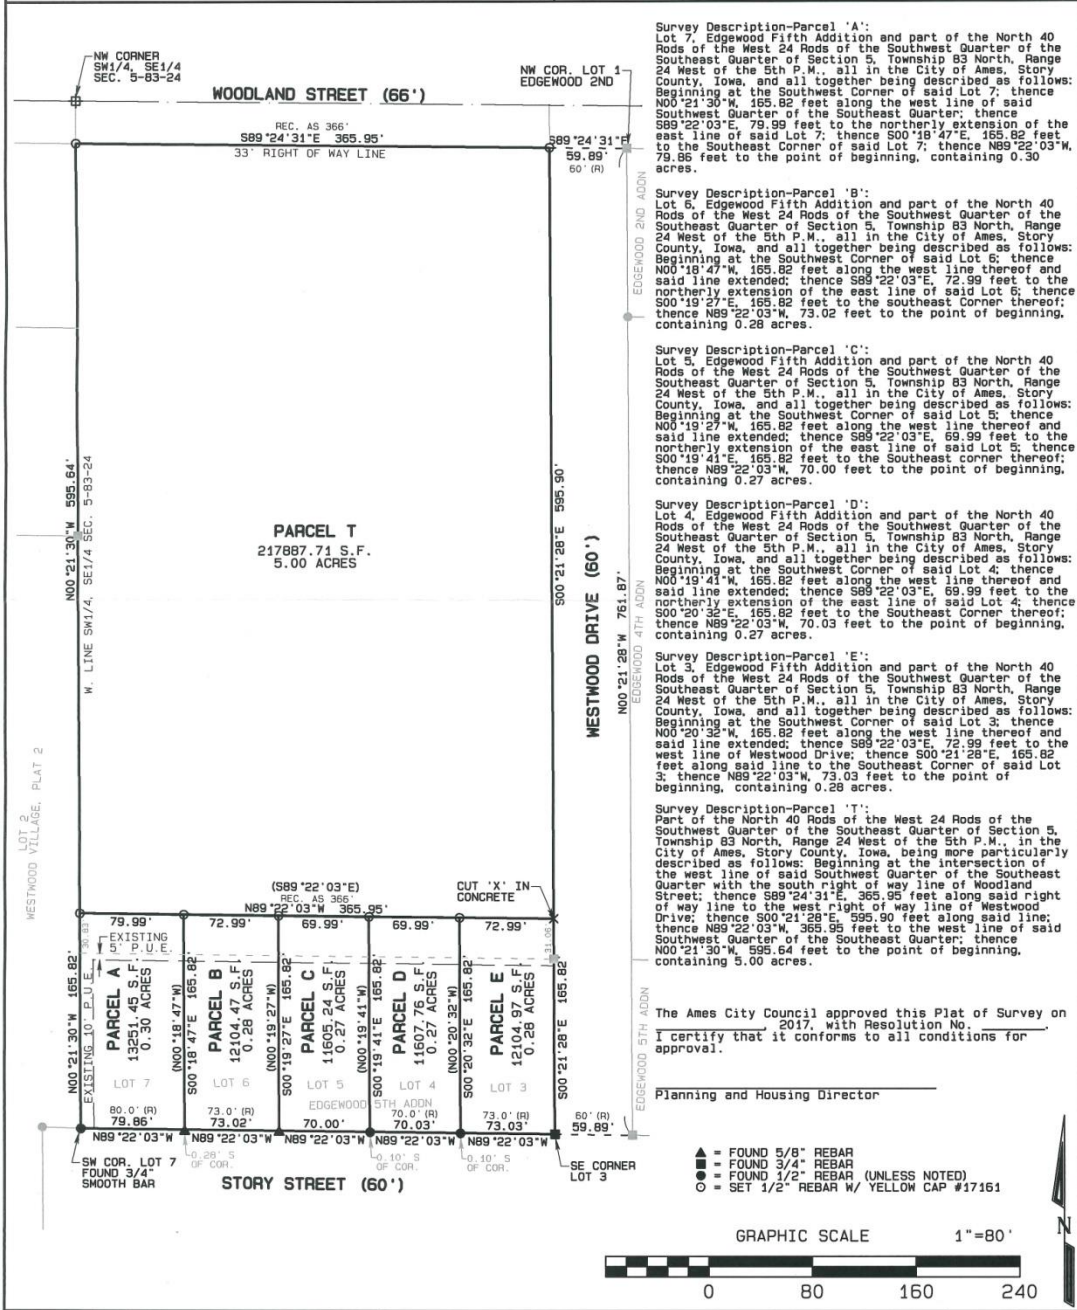 NW CORNER
SW1/4, SE1/4
SEC. 5-83-24
WOODLAND STREET (66')
NW COR. LOT 1
EDGEWOOD 2ND
REC. AS 366'
S89°24'31"E 365.95'
33' RIGHT OF WAY LINE
S89°24'31"E
59.89'
60' (R)
EDGEWOOD 2ND ADDN
N00°21'30"W 595.64'
W. LINE SW1/4, SE1/4 SEC. 5-83-24
PARCEL T
217887.71 S.F.
5.00 ACRES
S00°21'28"E 595.90'
WESTWOOD DRIVE (60')
N00°21'28"W 761.87'
EDGEWOOD 4TH ADDN
LOT 2
WESTWOOD VILLAGE, PLAT 2
(S89°22'03"E)
REC. AS 366'
N89°22'03"W 365.95'
CUT 'X' IN
CONCRETE
79.99'
72.99'
69.99'
69.99'
72.99'
30.83'
31.06'
EXISTING
5' P.U.E.
N00°21'30"W 165.82'
EXISTING 10' P.U.E.
PARCEL A
13251.45 S.F.
0.30 ACRES
LOT 7
(N00°18'47"W)
S00°18'47"E 165.82'
PARCEL B
12104.47 S.F.
0.28 ACRES
LOT 6
(N00°19'27"W)
S00°19'27"E 165.82'
PARCEL C
11605.24 S.F.
0.27 ACRES
LOT 5
(N00°19'41"W)
S00°19'41"E 165.82'
PARCEL D
11607.76 S.F.
0.27 ACRES
LOT 4
(N00°20'32"W)
S00°20'32"E 165.82'
PARCEL E
12104.97 S.F.
0.28 ACRES
LOT 3
S00°21'28"E 165.82'
EDGEWOOD 5TH ADDN
EDGEWOOD 5TH ADDN
80.0' (R)
79.86'
N89°22'03"W
73.0' (R)
73.02'
N89°22'03"W
70.00'
N89°22'03"W
70.0' (R)
70.03'
N89°22'03"W
73.0' (R)
73.03'
N89°22'03"W
60' (R)
59.89'
SW COR. LOT 7
FOUND 3/4"
SMOOTH BAR
0.28' S
OF COR.
0.10' S
OF COR.
0.10' S
OF COR.
SE CORNER
LOT 3
STORY STREET (60')
Survey Description-Parcel 'A':
Lot 7, Edgewood Fifth Addition and part of the North 40
Rods of the West 24 Rods of the Southwest Quarter of the
Southeast Quarter of Section 5, Township 83 North, Range
24 West of the 5th P.M., all in the City of Ames, Story
County, Iowa, and all together being described as follows:
Beginning at the Southwest Corner of said Lot 7; thence
N00°21'30"W, 165.82 feet along the west line of said
Southwest Quarter of the Southeast Quarter; thence
S89°22'03"E, 79.99 feet to the northerly extension of the
east line of said Lot 7; thence S00°18'47"E, 165.82 feet
to the Southeast Corner of said Lot 7; thence N89°22'03"W,
79.86 feet to the point of beginning, containing 0.30
acres.
Survey Description-Parcel 'B':
Lot 6, Edgewood Fifth Addition and part of the North 40
Rods of the West 24 Rods of the Southwest Quarter of the
Southeast Quarter of Section 5, Township 83 North, Range
24 West of the 5th P.M., all in the City of Ames, Story
County, Iowa, and all together being described as follows:
Beginning at the Southwest Corner of said Lot 6; thence
N00°18'47"W, 165.82 feet along the west line thereof and
said line extended; thence S89°22'03"E, 72.99 feet to the
northerly extension of the east line of said Lot 6; thence
S00°19'27"E, 165.82 feet to the southeast Corner thereof;
thence N89°22'03"W, 73.02 feet to the point of beginning,
containing 0.28 acres.
Survey Description-Parcel 'C':
Lot 5, Edgewood Fifth Addition and part of the North 40
Rods of the West 24 Rods of the Southwest Quarter of the
Southeast Quarter of Section 5, Township 83 North, Range
24 West of the 5th P.M., all in the City of Ames, Story
County, Iowa, and all together being described as follows:
Beginning at the Southwest Corner of said Lot 5; thence
N00°19'27"W, 165.82 feet along the west line thereof and
said line extended; thence S89°22'03"E, 69.99 feet to the
northerly extension of the east line of said Lot 5; thence
S00°19'41"E, 165.82 feet to the Southeast corner thereof;
thence N89°22'03"W, 70.00 feet to the point of beginning,
containing 0.27 acres.
Survey Description-Parcel 'D':
Lot 4, Edgewood Fifth Addition and part of the North 40
Rods of the West 24 Rods of the Southwest Quarter of the
Southeast Quarter of Section 5, Township 83 North, Range
24 West of the 5th P.M., all in the City of Ames, Story
County, Iowa, and all together being described as follows:
Beginning at the Southwest Corner of said Lot 4; thence
N00°19'41"W, 165.82 feet along the west line thereof and
said line extended; thence S89°22'03"E, 69.99 feet to the
northerly extension of the east line of said Lot 4; thence
S00°20'32"E, 165.82 feet to the Southeast Corner thereof;
thence N89°22'03"W, 70.03 feet to the point of beginning,
containing 0.27 acres.
Survey Description-Parcel 'E':
Lot 3, Edgewood Fifth Addition and part of the North 40
Rods of the West 24 Rods of the Southwest Quarter of the
Southeast Quarter of Section 5, Township 83 North, Range
24 West of the 5th P.M., all in the City of Ames, Story
County, Iowa, and all together being described as follows:
Beginning at the Southwest Corner of said Lot 3; thence
N00°20'32"W, 165.82 feet along the west line thereof and
said line extended; thence S89°22'03"E, 72.99 feet to the
west line of Westwood Drive; thence S00°21'28"E, 165.82
feet along said line to the Southeast Corner of said Lot
3; thence N89°22'03"W, 73.03 feet to the point of
beginning, containing 0.28 acres.
Survey Description-Parcel 'T':
Part of the North 40 Rods of the West 24 Rods of the
Southwest Quarter of the Southeast Quarter of Section 5,
Township 83 North, Range 24 West of the 5th P.M., in the
City of Ames, Story County, Iowa, being more particularly
described as follows: Beginning at the intersection of
the west line of said Southwest Quarter of the Southeast
Quarter with the south right of way line of Woodland
Street; thence S89°24'31"E, 365.95 feet along said right
of way line to the west right of way line of Westwood
Drive; thence S00°21'28"E, 595.90 feet along said line;
thence N89°22'03"W, 365.95 feet to the west line of said
Southwest Quarter of the Southeast Quarter; thence
N00°21'30"W, 595.64 feet to the point of beginning,
containing 5.00 acres.
The Ames City Council approved this Plat of Survey on
__________, 2017, with Resolution No. ______.
I certify that it conforms to all conditions for
approval.
Planning and Housing Director
▲ = FOUND 5/8" REBAR
■ = FOUND 3/4" REBAR
● = FOUND 1/2" REBAR (UNLESS NOTED)
○ = SET 1/2" REBAR W/ YELLOW CAP #17161
N
GRAPHIC SCALE 1"=80'
0 80 160 240